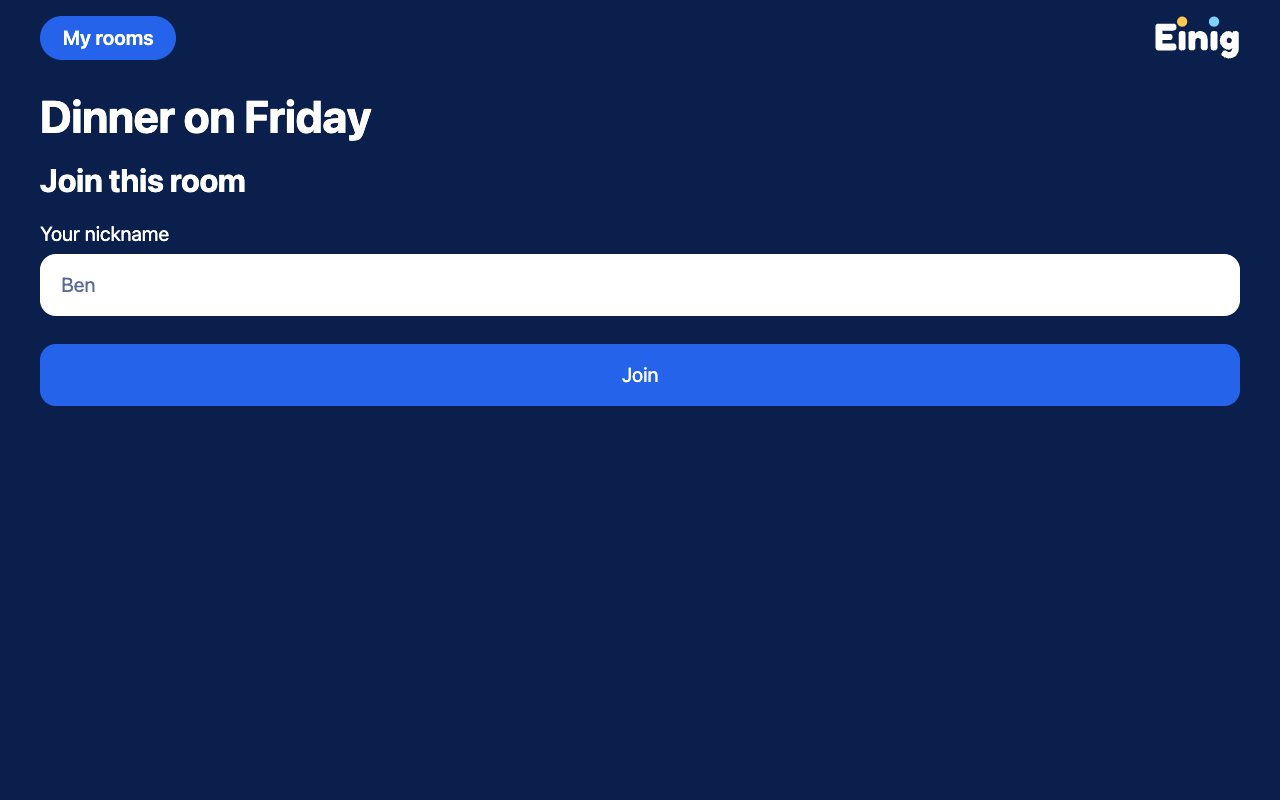 My rooms
Einig
Dinner on Friday
Join this room
Your nickname
Ben
Join